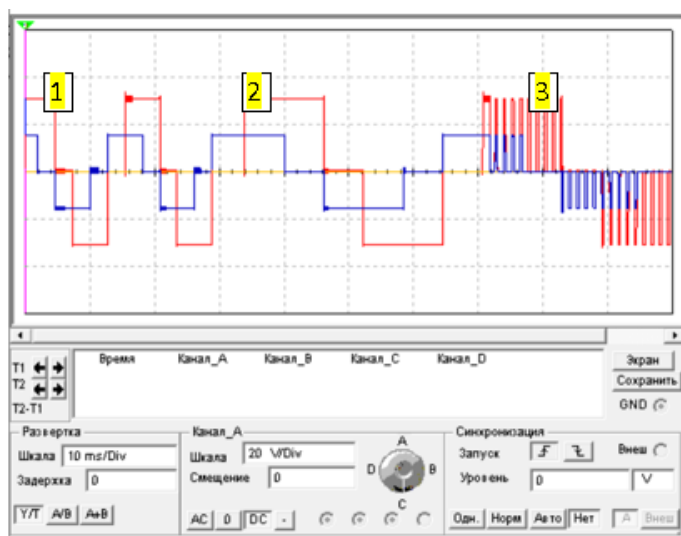 1 2 3
Время Канал_A Канал_B Канал_C Канал_D
T1
T2
T2-T1
Экран
Сохранить
GND
Развертка
Шкала 10 ms/Div
Задержка 0
Y/T A/B A+B
Канал_A
Шкала 20 V/Div
Смещение 0
AC 0 DC -
A
B
C
D
Синхронизация
Запуск Внеш
Уровень 0 V
Одн. Норм Авто Нет A Внеш